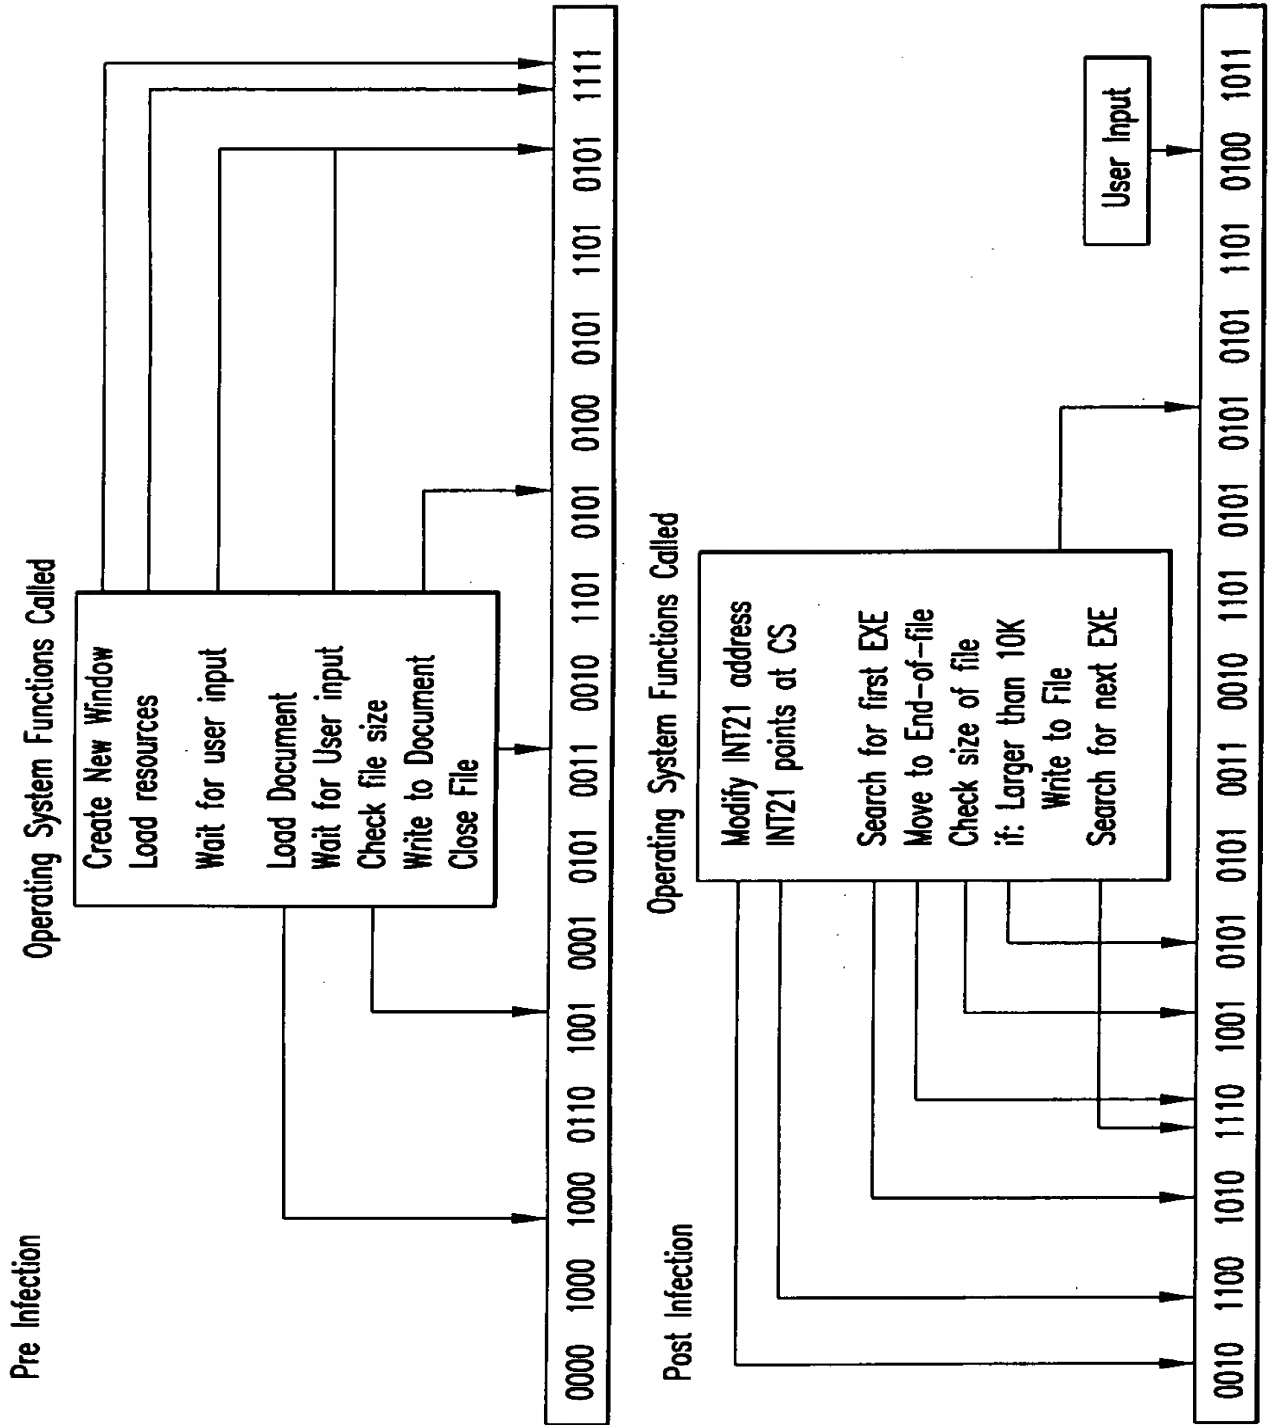 Pre Infection
Operating System Functions Called
Create New Window
Load resources
Wait for user input
Load Document
Wait for User input
Check file size
Write to Document
Close File
0000 1000 1000 0110 1001 0001 0101 0011 0010 1101 0101 0100 0101 1101 0101 1111
Post Infection
Operating System Functions Called
Modify INT21 address
INT21 points at CS
Search for first EXE
Move to End-of-file
Check size of file
if: Larger than 10K
Write to File
Search for next EXE
User Input
0010 1100 1010 1110 1001 0101 0101 0011 0010 1101 0101 0101 0101 1101 0100 1011